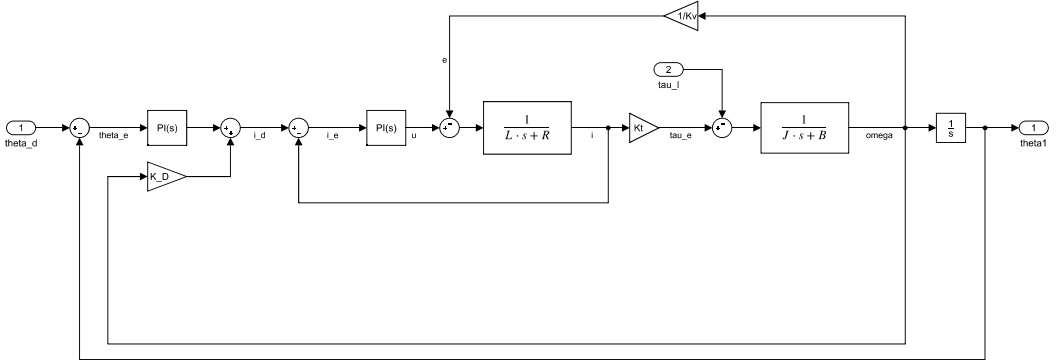 1/Kv
e
2
tau_l
1
theta_d
+
-
theta_e
PI(s)
+
+
i_d
+
-
i_e
PI(s)
u
+
-
1
L · s + R
i
Kt
tau_e
+
-
1
J · s + B
omega
1
s
1
theta1
K_D